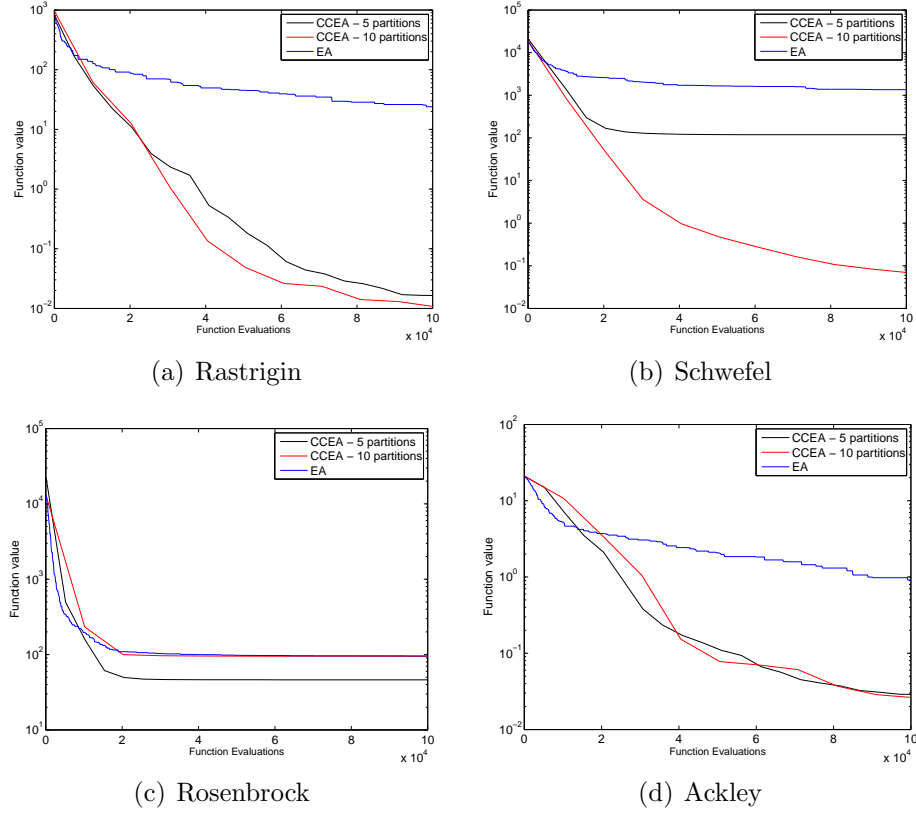 CCEA – 5 partitions
CCEA – 10 partitions
EA
Function value
10^3
10^2
10^1
10^0
10^-1
10^-2
0 2 4 6 8 10
Function Evaluations
x 10^4
(a) Rastrigin
CCEA – 5 partitions
CCEA – 10 partitions
EA
Function value
10^5
10^4
10^3
10^2
10^1
10^0
10^-1
10^-2
0 2 4 6 8 10
Function Evaluations
x 10^4
(b) Schwefel
CCEA – 5 partitions
CCEA – 10 partitions
EA
Function value
10^5
10^4
10^3
10^2
10^1
0 2 4 6 8 10
Function Evaluations
x 10^4
(c) Rosenbrock
CCEA – 5 partitions
CCEA – 10 partitions
EA
Function value
10^2
10^1
10^0
10^-1
10^-2
0 2 4 6 8 10
Function Evaluations
x 10^4
(d) Ackley